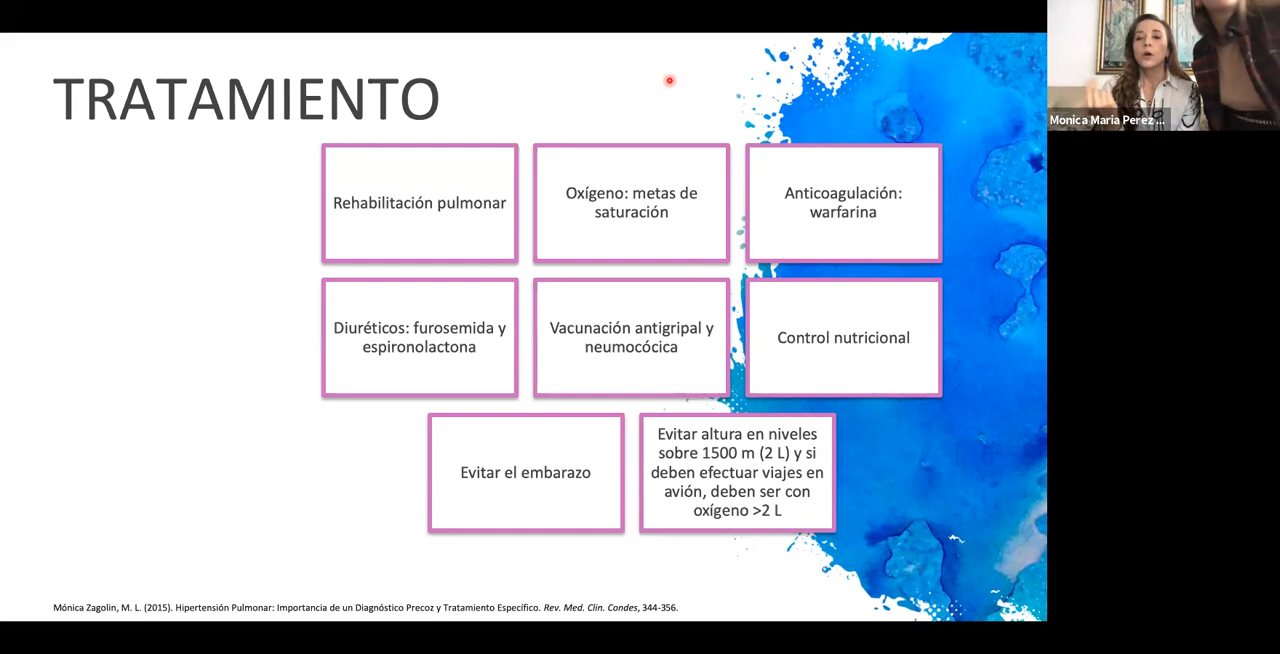 TRATAMIENTO
Rehabilitación pulmonar
Oxígeno: metas de
saturación
Anticoagulación:
warfarina
Diuréticos: furosemida y
espironolactona
Vacunación antigripal y
neumocócica
Control nutricional
Evitar el embarazo
Evitar altura en niveles
sobre 1500 m (2 L) y si
deben efectuar viajes en
avión, deben ser con
oxígeno >2 L
Mónica Zagolin, M. L. (2015). Hipertensión Pulmonar: Importancia de un Diagnóstico Precoz y Tratamiento Específico. Rev. Med. Clin. Condes, 344-356.
Monica Maria Perez ...